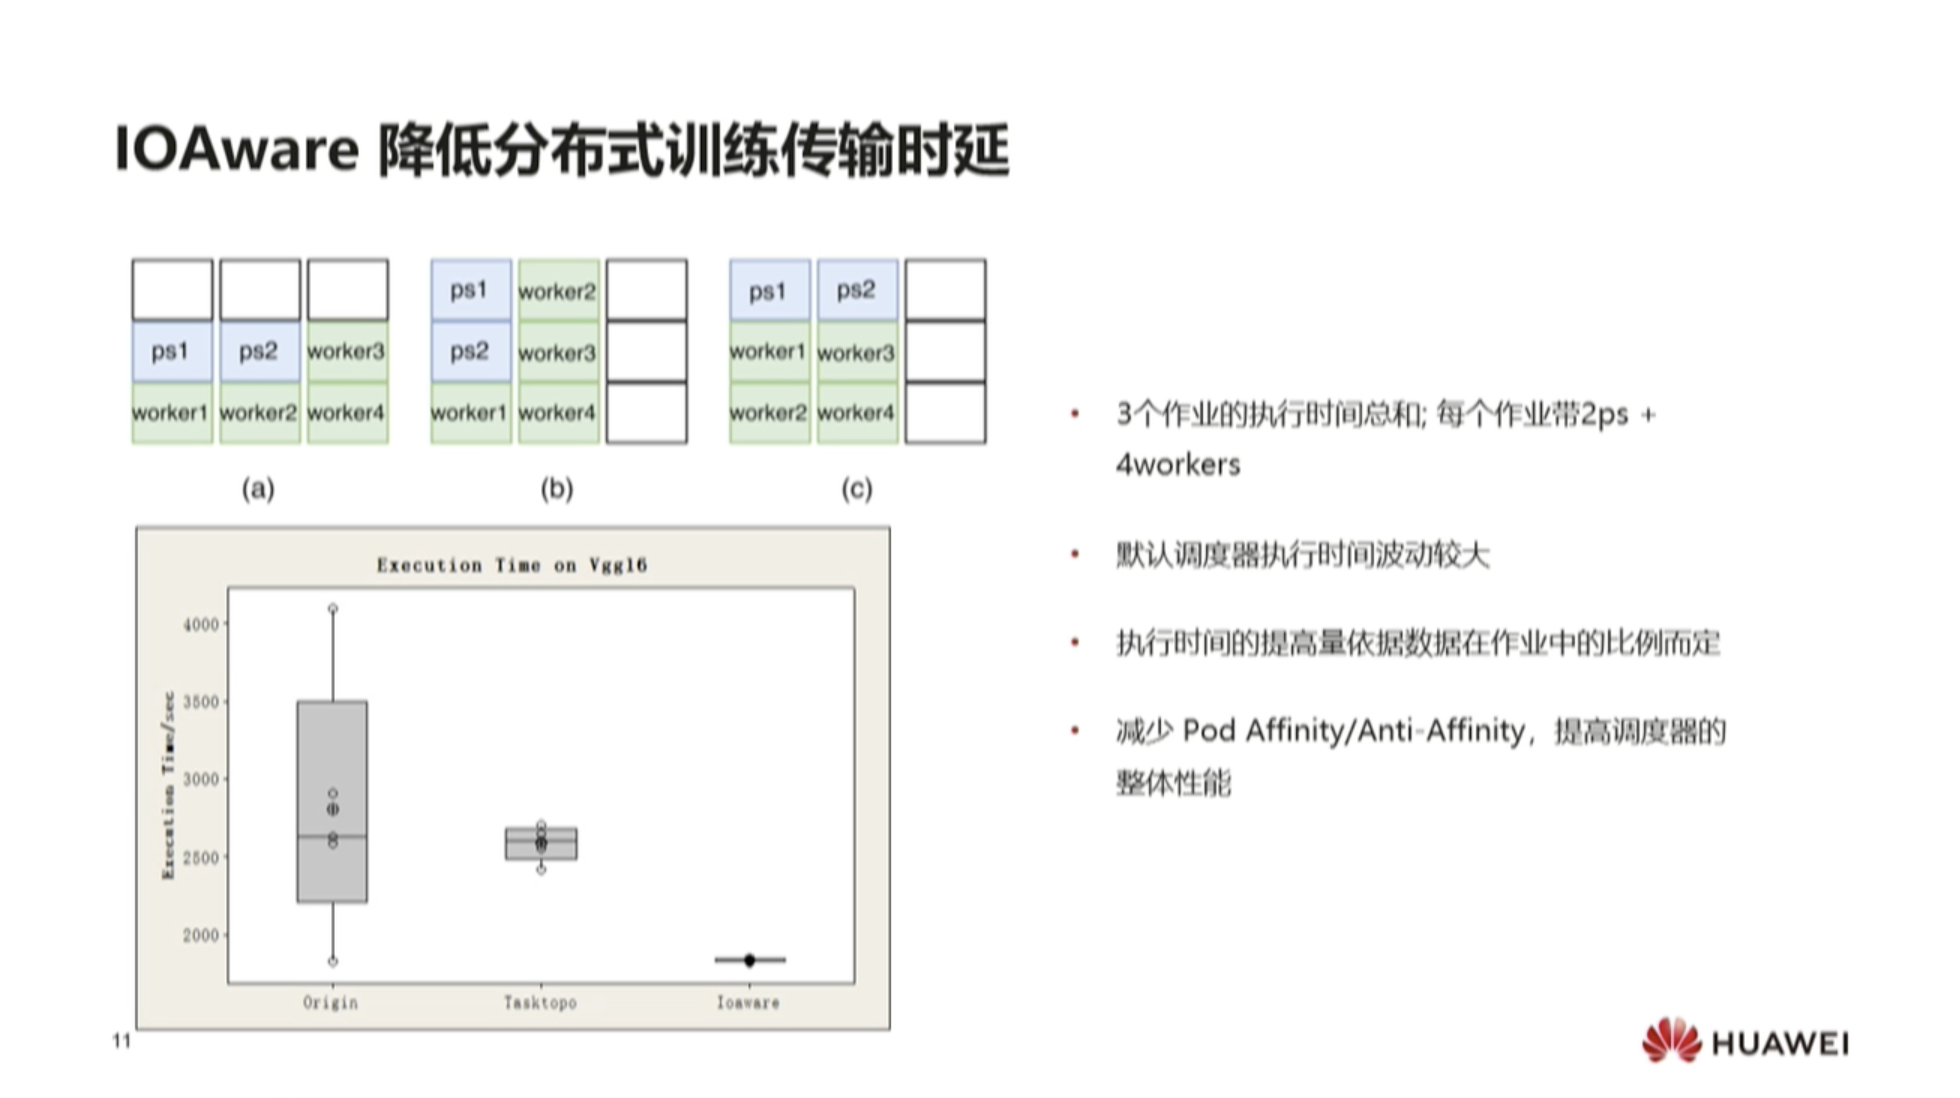 IOAware 降低分布式训练传输时延
ps1 ps2 worker3
worker1 worker2 worker4
(a)
ps1 worker2
ps2 worker3
worker1 worker4
(b)
ps1 ps2
worker1 worker3
worker2 worker4
(c)
Execution Time on Vgg16
Execution Time/sec
4000
3500
3000
2500
2000
Origin Tasktopo Ioaware
3个作业的执行时间总和; 每个作业带2ps +
4workers
默认调度器执行时间波动较大
执行时间的提高量依据数据在作业中的比例而定
减少 Pod Affinity/Anti-Affinity，提高调度器的
整体性能
11
HUAWEI